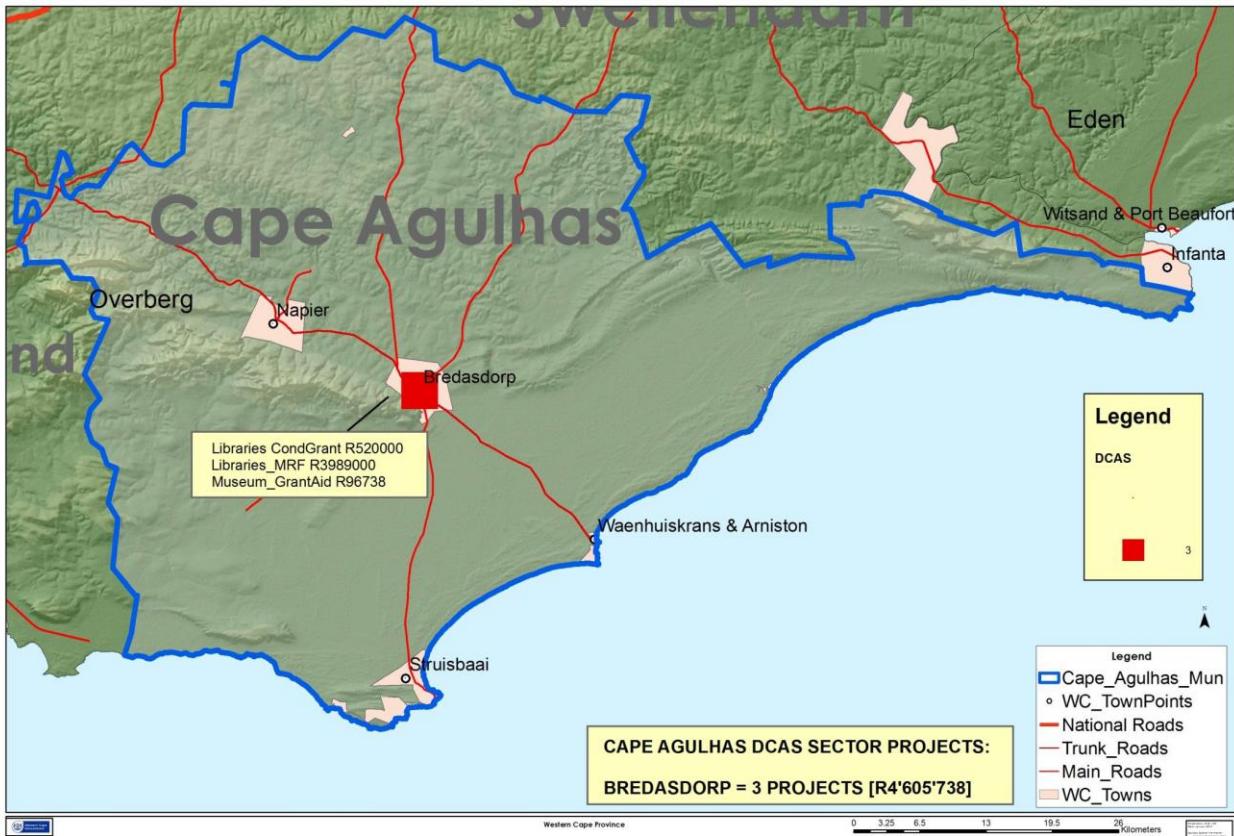 Swellendam
Eden
Witsand & Port Beaufort
Infanta
Cape Agulhas
Overberg
Napier
nd
Bredasdorp
Libraries CondGrant R520000
Libraries_MRF R3989000
Museum_GrantAid R96738
Waenhuiskrans & Arniston
Struisbaai
Legend
DCAS
3
N
Legend
Cape_Agulhas_Mun
WC_TownPoints
National Roads
Trunk_Roads
Main_Roads
WC_Towns
CAPE AGULHAS DCAS SECTOR PROJECTS:
BREDASDORP = 3 PROJECTS [R4'605'738]
Western Cape Province
0 3.25 6.5 13 19.5 26
Kilometers